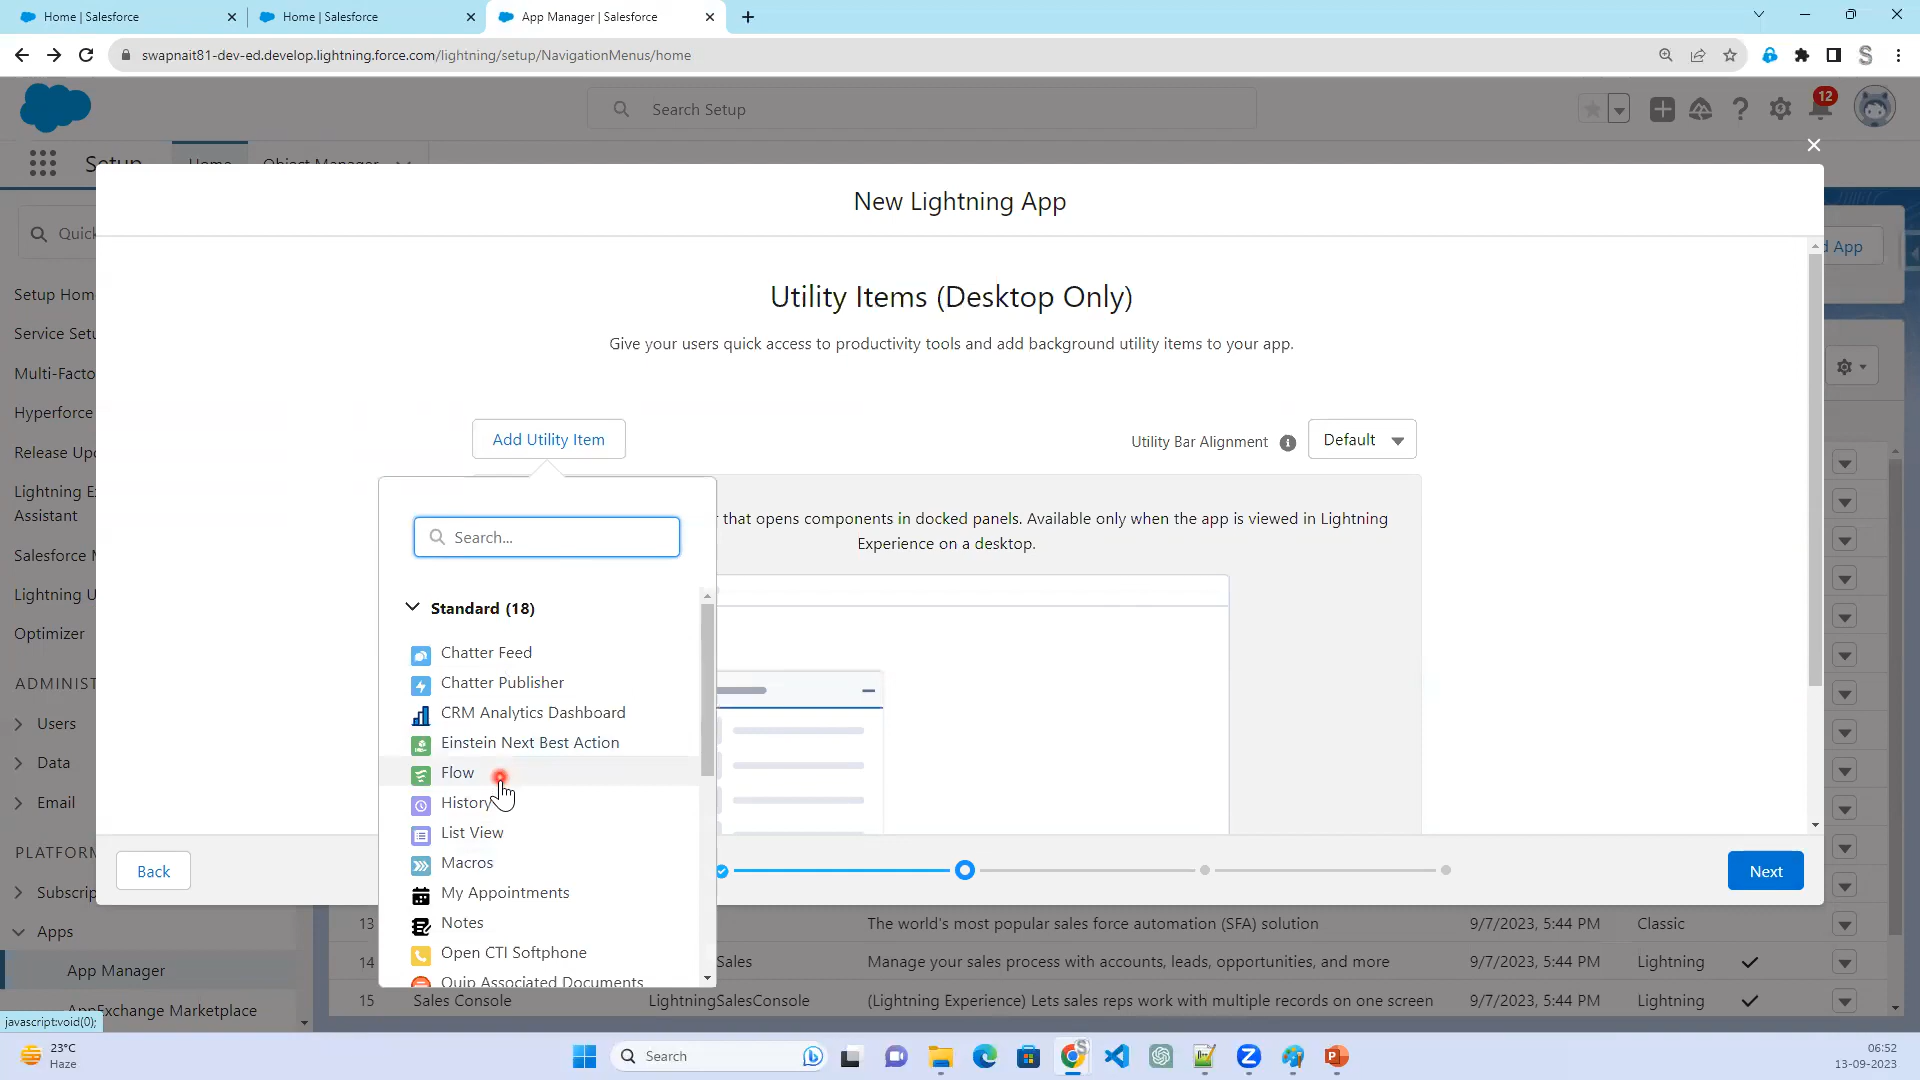 Home | Salesforce
Home | Salesforce
App Manager | Salesforce
swapnait81-dev-ed.develop.lightning.force.com/lightning/setup/NavigationMenus/home
Search Setup
12
Setup
Home
Object Manager
New Lightning App
Quick
d App
Utility Items (Desktop Only)
Give your users quick access to productivity tools and add background utility items to your app.
Setup Hom
Service Setu
Multi-Facto
Hyperforce
Release Upd
Lightning E
Assistant
Salesforce M
Lightning U
Optimizer
ADMINIST
Users
Data
Email
PLATFORM
Subscrip
Apps
App Manager
AppExchange Marketplace
Add Utility Item
Utility Bar Alignment
Default
that opens components in docked panels. Available only when the app is viewed in Lightning
Experience on a desktop.
Search...
Standard (18)
Chatter Feed
Chatter Publisher
CRM Analytics Dashboard
Einstein Next Best Action
Flow
History
List View
Macros
My Appointments
Notes
Open CTI Softphone
Quip Associated Documents
Back
Next
13 The world's most popular sales force automation (SFA) solution 9/7/2023, 5:44 PM Classic
14 Sales Manage your sales process with accounts, leads, opportunities, and more 9/7/2023, 5:44 PM Lightning
15 Sales Console LightningSalesConsole (Lightning Experience) Lets sales reps work with multiple records on one screen 9/7/2023, 5:44 PM Lightning
javascript:void(0);
23°C
Haze
Search
06:52
13-09-2023